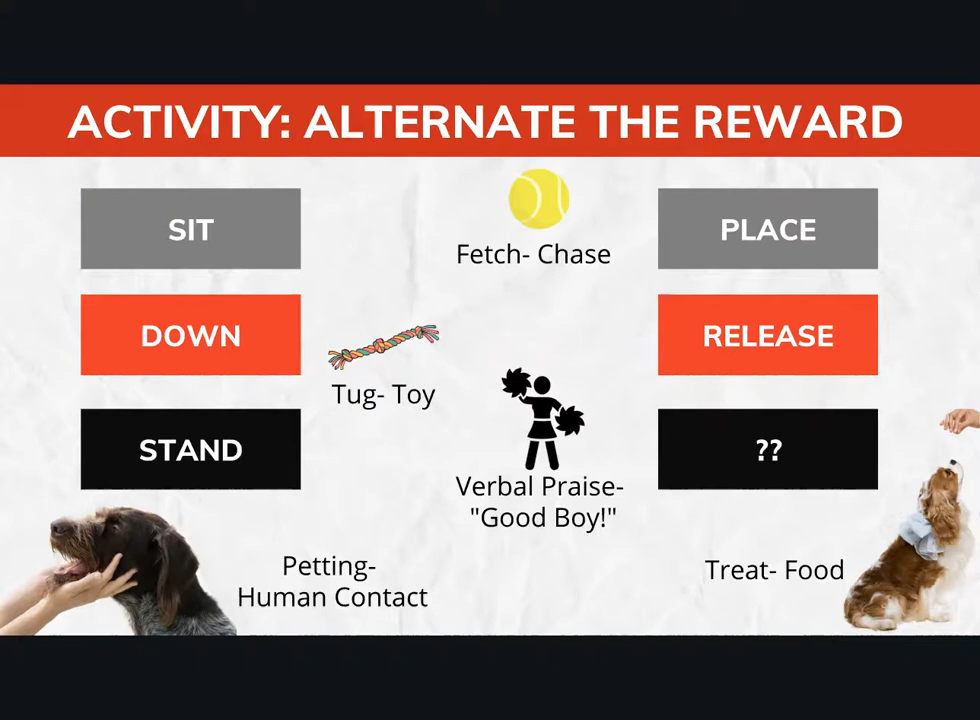 ACTIVITY: ALTERNATE THE REWARD
SIT
PLACE
Fetch- Chase
DOWN
RELEASE
Tug- Toy
STAND
??
Verbal Praise-
"Good Boy!"
Petting-
Human Contact
Treat- Food